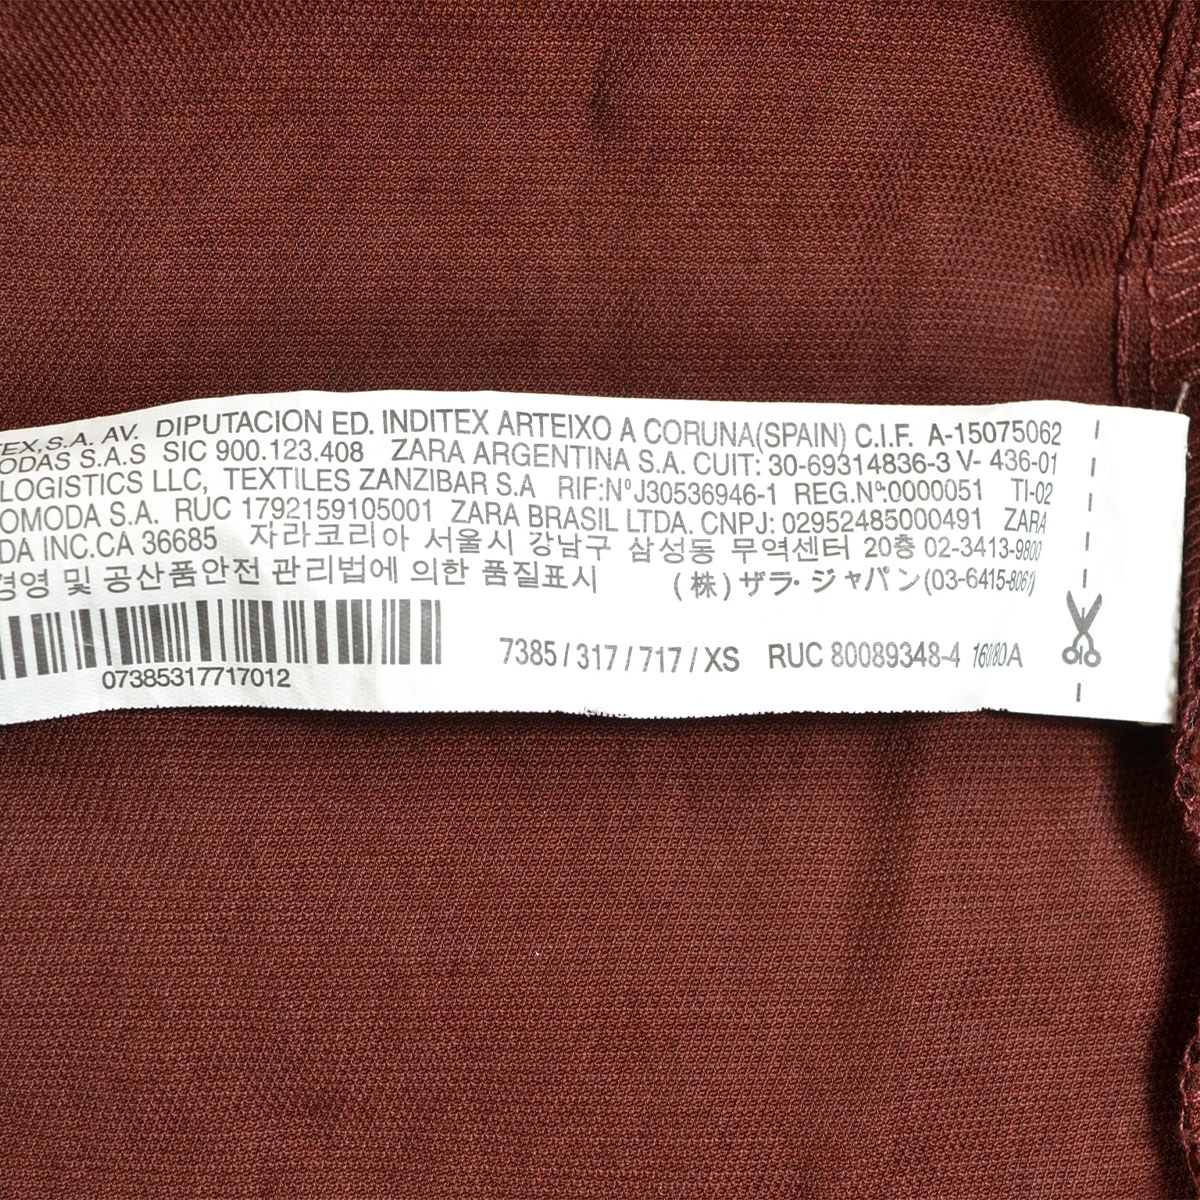 TEX,S.A. AV. DIPUTACION ED. INDITEX ARTEIXO A CORUNA(SPAIN) C.I.F. A-15075062
ODAS S.A.S SIC 900.123.408 ZARA ARGENTINA S.A. CUIT: 30-69314836-3 V- 436-01
LOGISTICS LLC, TEXTILES ZANZIBAR S.A RIF:NºJ30536946-1 REG.Nº:0000051 TI-02
OMODA S.A. RUC 1792159105001 ZARA BRASIL LTDA. CNPJ: 02952485000491 ZARA
DA INC.CA 36685 자라코리아 서울시 강남구 삼성동 무역센터 20층 02-3413-9800
경영 및 공산품안전 관리법에 의한 품질표시 (株)ザラ・ジャパン(03-6415-8061)
7385 / 317 / 717 / XS RUC 80089348-4 160/80A
07385317717012